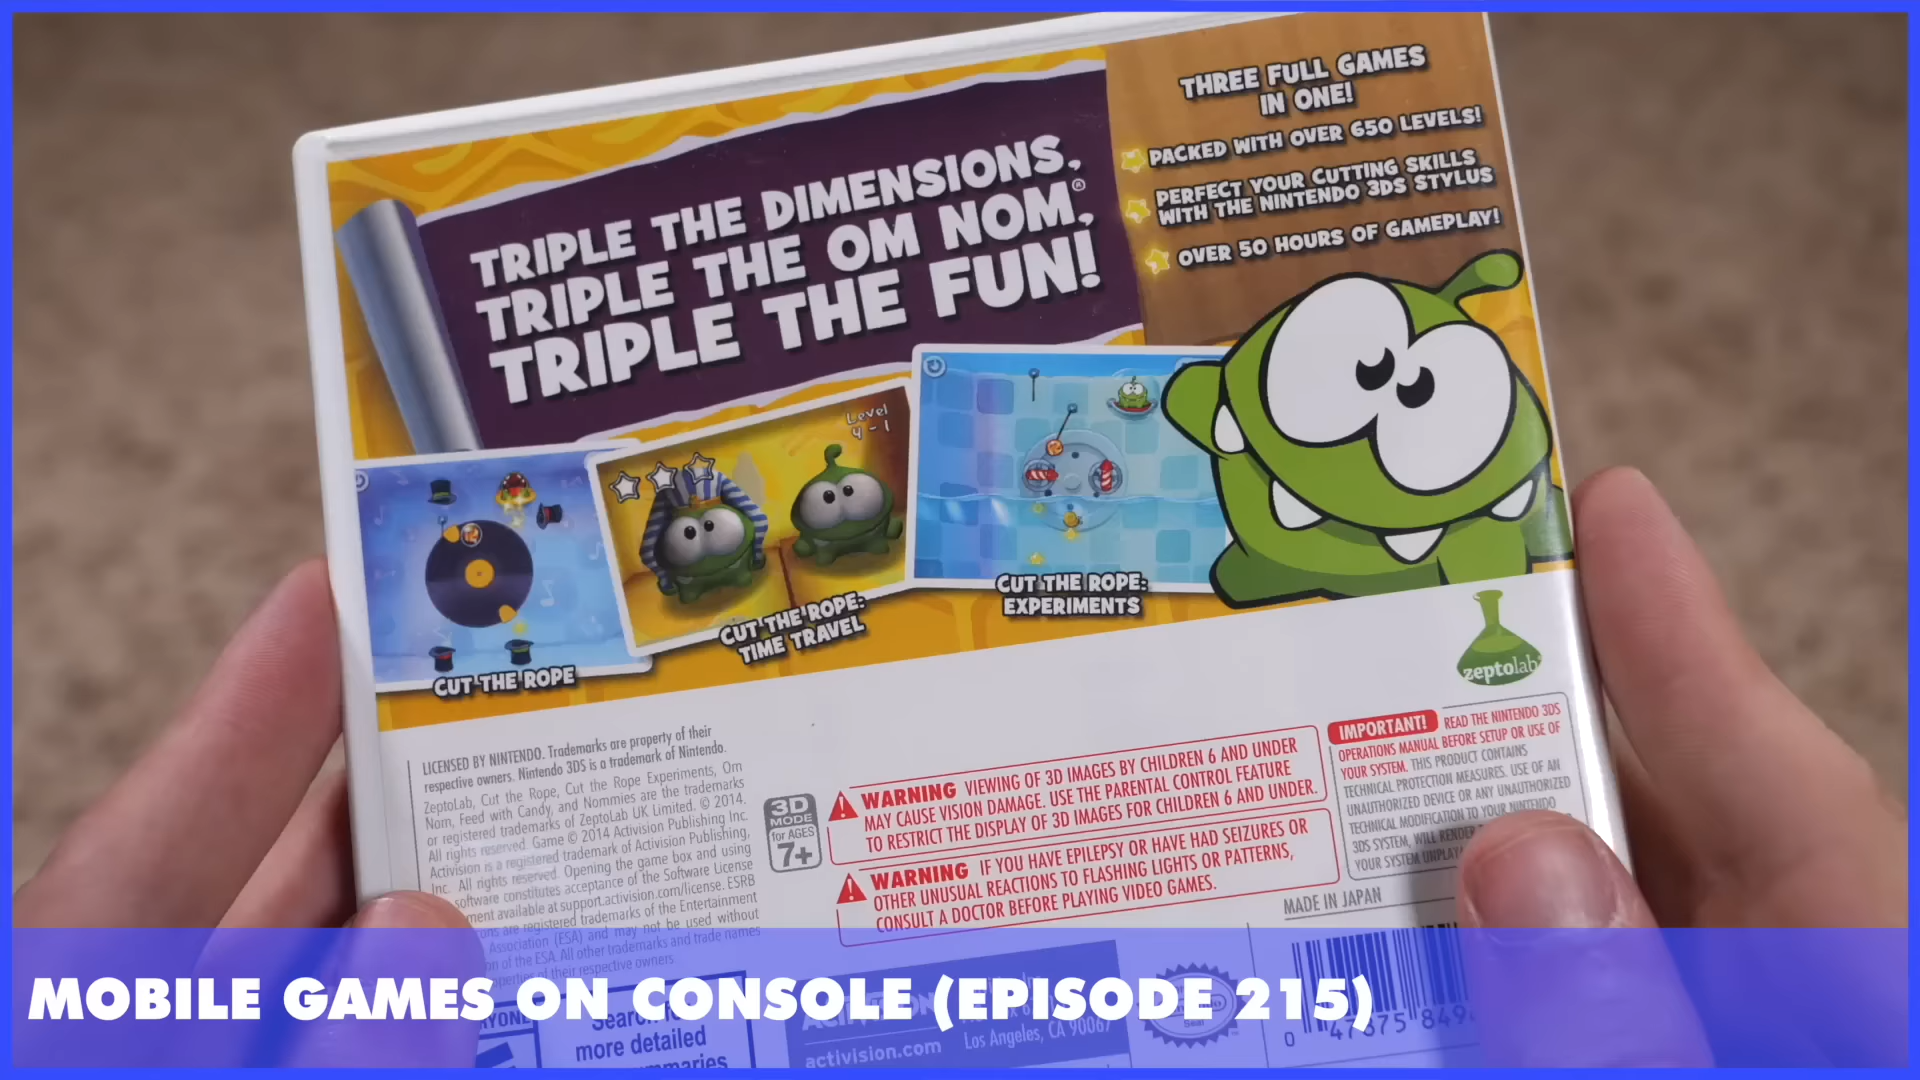 THREE FULL GAMES
IN ONE!
PACKED WITH OVER 650 LEVELS!
PERFECT YOUR CUTTING SKILLS
WITH THE NINTENDO 3DS STYLUS
OVER 50 HOURS OF GAMEPLAY!
TRIPLE THE DIMENSIONS,
TRIPLE THE OM NOM®,
TRIPLE THE FUN!
Level
4-1
CUT THE ROPE
CUT THE ROPE:
TIME TRAVEL
CUT THE ROPE:
EXPERIMENTS
zeptolab
LICENSED BY NINTENDO. Trademarks are property of their
respective owners. Nintendo 3DS is a trademark of Nintendo.
ZeptoLab, Cut the Rope, Cut the Rope Experiments, Om
Nom, Feed with Candy, and Nommies are the trademarks
or registered trademarks of ZeptoLab UK Limited. © 2014.
All rights reserved. Game © 2014 Activision Publishing Inc.
Activision is a registered trademark of Activision Publishing,
Inc. All rights reserved. Opening the game box and using
software constitutes acceptance of the Software License
available at support.activision.com/license. ESRB
are registered trademarks of the Entertainment
Association (ESA) and may not be used without
of the ESA. All other trademarks and trade names
of their respective owners
3D
MODE
for AGES
7+
WARNING VIEWING OF 3D IMAGES BY CHILDREN 6 AND UNDER
MAY CAUSE VISION DAMAGE. USE THE PARENTAL CONTROL FEATURE
TO RESTRICT THE DISPLAY OF 3D IMAGES FOR CHILDREN 6 AND UNDER.
WARNING IF YOU HAVE EPILEPSY OR HAVE HAD SEIZURES OR
OTHER UNUSUAL REACTIONS TO FLASHING LIGHTS OR PATTERNS,
CONSULT A DOCTOR BEFORE PLAYING VIDEO GAMES.
IMPORTANT! READ THE NINTENDO 3DS
OPERATIONS MANUAL BEFORE SETUP OR USE OF
YOUR SYSTEM. THIS PRODUCT CONTAINS
TECHNICAL PROTECTION MEASURES. USE OF AN
UNAUTHORIZED DEVICE OR ANY UNAUTHORIZED
TECHNICAL MODIFICATION TO YOUR NINTENDO
3DS SYSTEM, WILL RENDER
YOUR SYSTEM
MADE IN JAPAN
MOBILE GAMES ON CONSOLE (EPISODE 215)
more detailed
activision.com
Los Angeles, CA 90067
Seal
0 47875 849